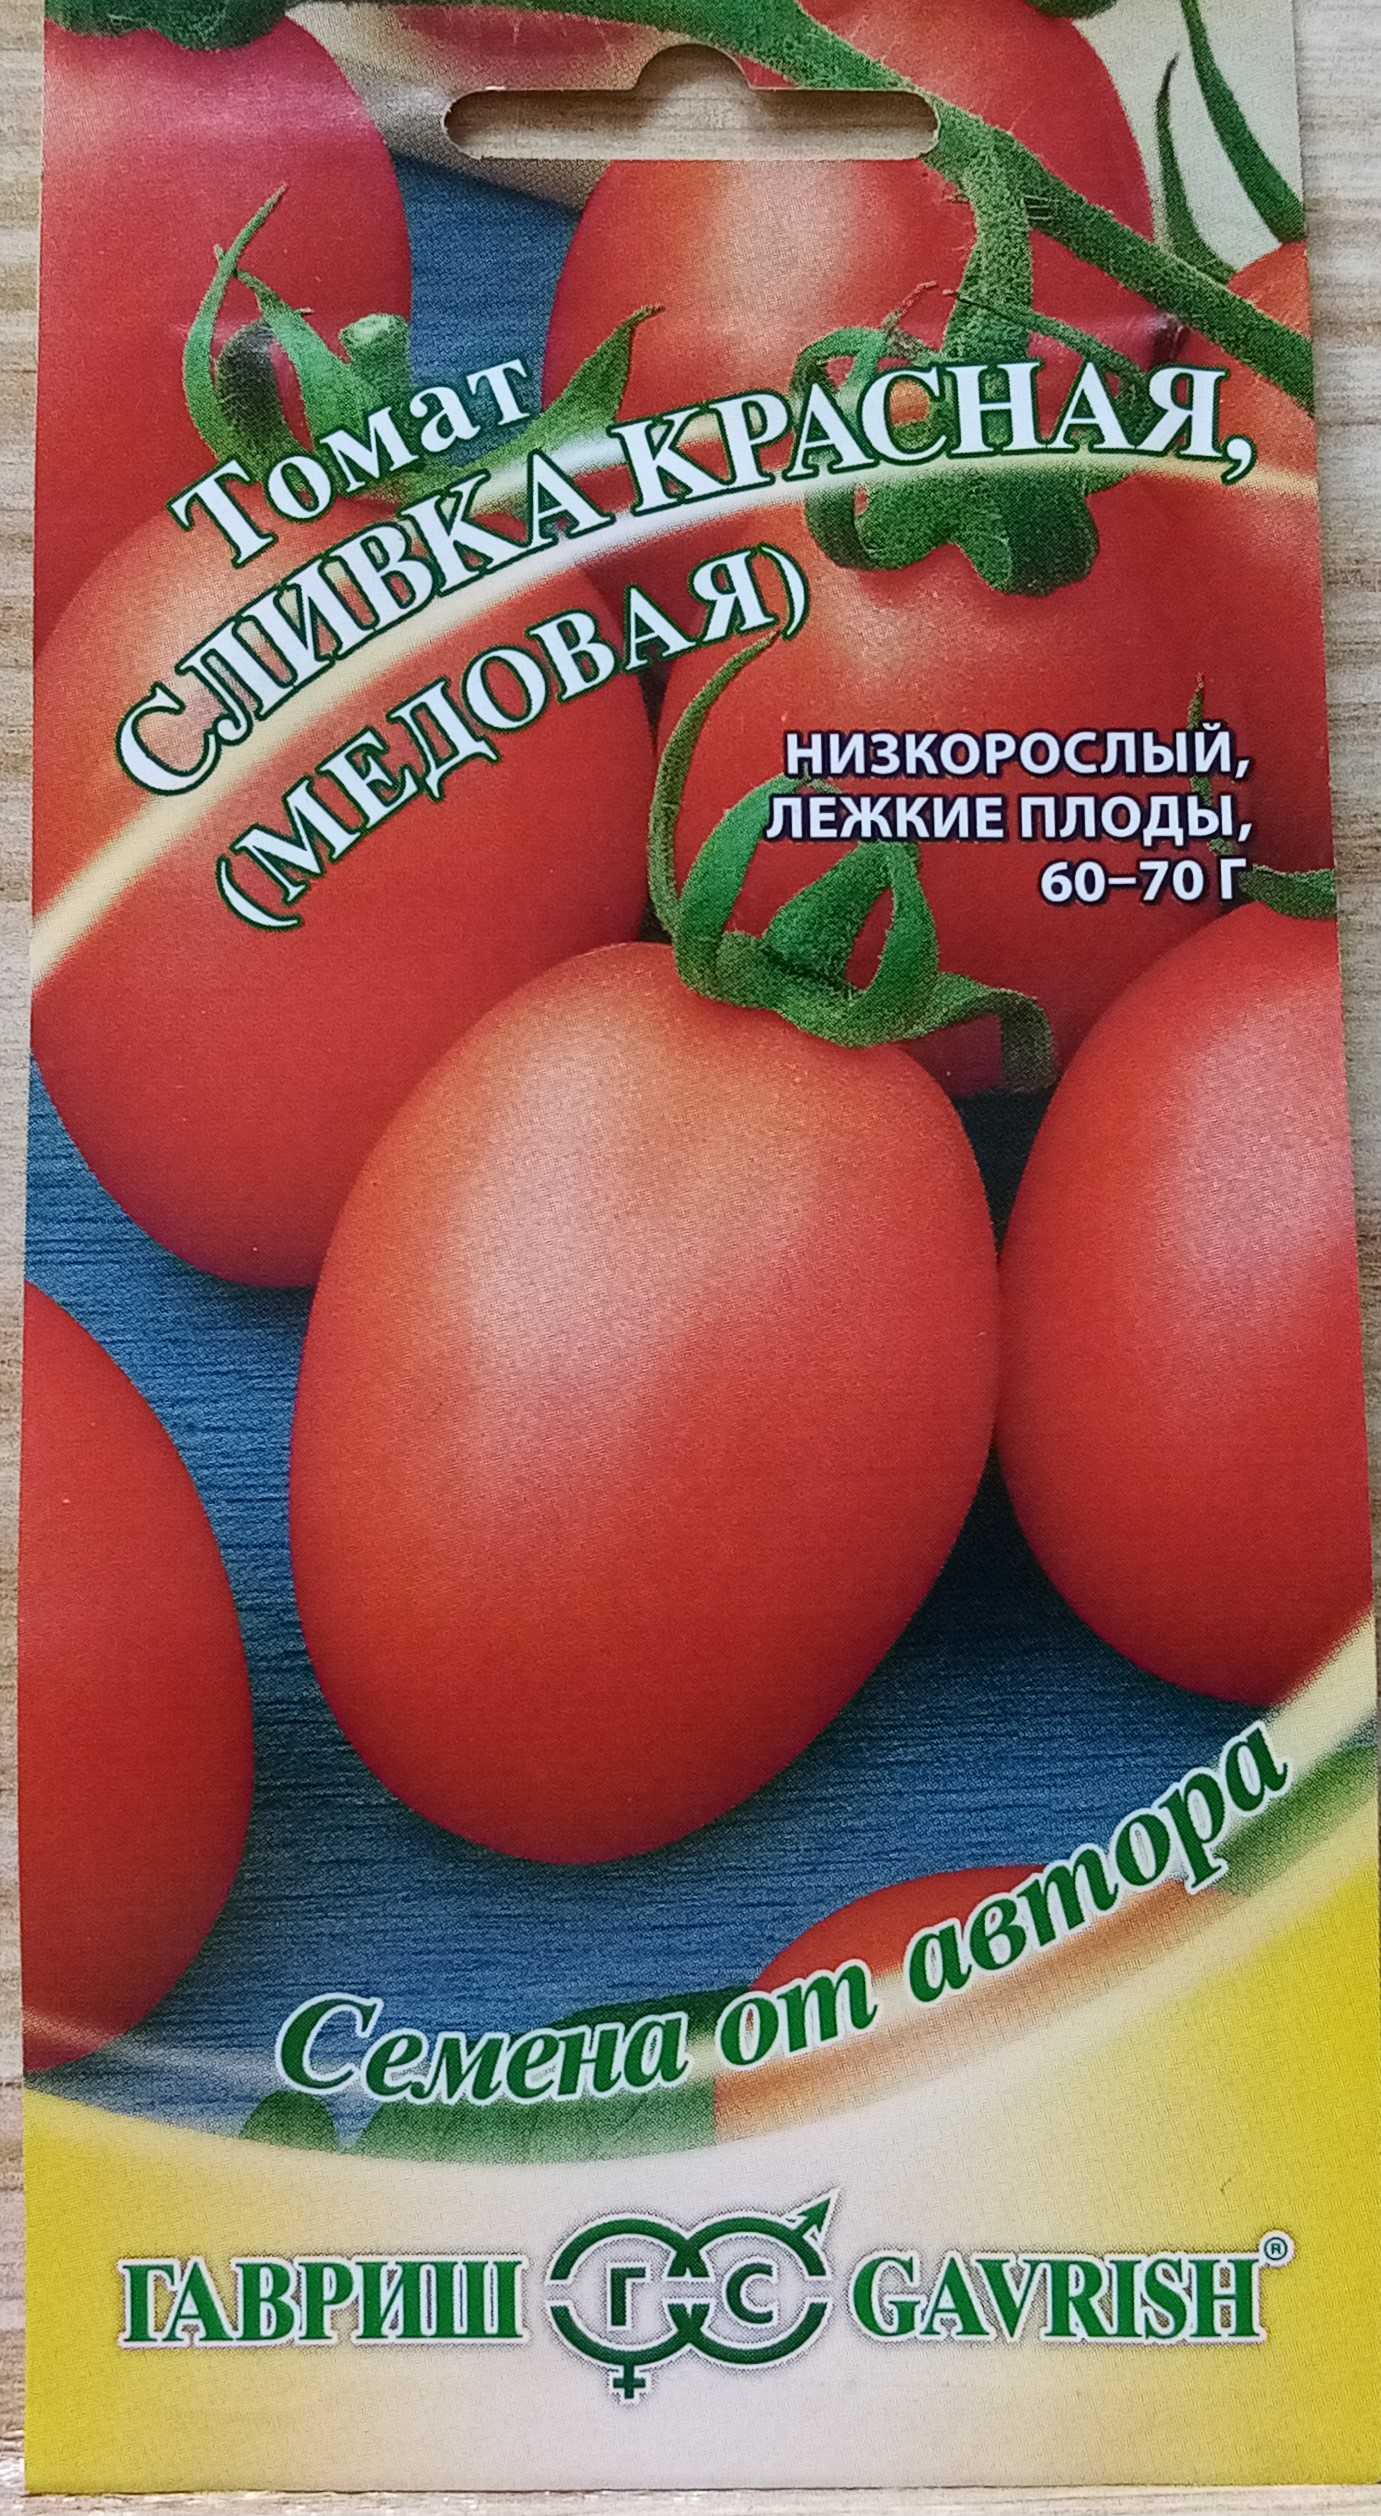 Томат
СЛИВКА КРАСНАЯ,
(МЕДОВАЯ)
НИЗКОРОСЛЫЙ,
ЛЕЖКИЕ ПЛОДЫ,
60–70 Г
Семена от автора
ГАВРИШ ГС GAVRISH®